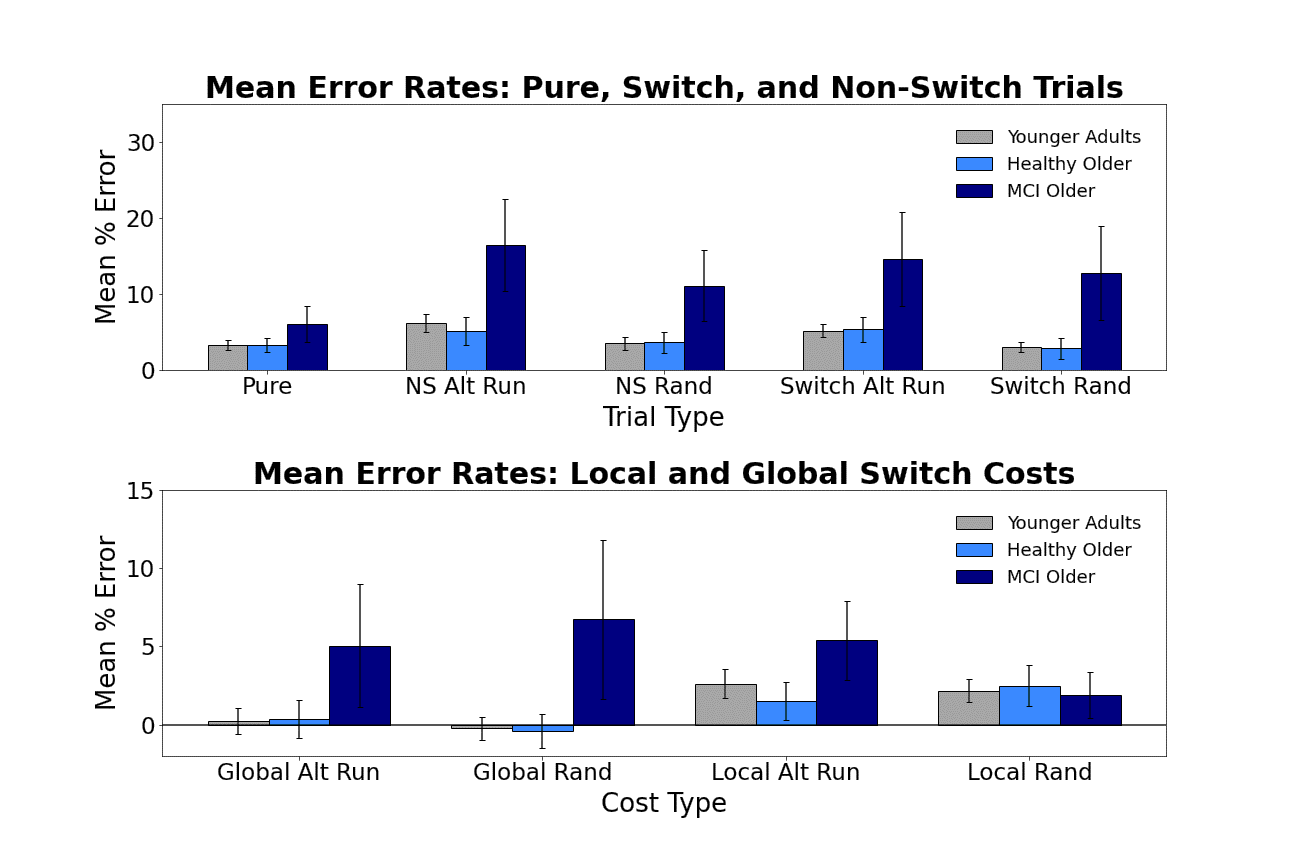 Mean Error Rates: Pure, Switch, and Non-Switch Trials
30
20
10
0
Mean % Error
Younger Adults
Healthy Older
MCI Older
Pure
NS Alt Run
NS Rand
Switch Alt Run
Switch Rand
Trial Type
Mean Error Rates: Local and Global Switch Costs
15
10
5
0
Mean % Error
Younger Adults
Healthy Older
MCI Older
Global Alt Run
Global Rand
Local Alt Run
Local Rand
Cost Type